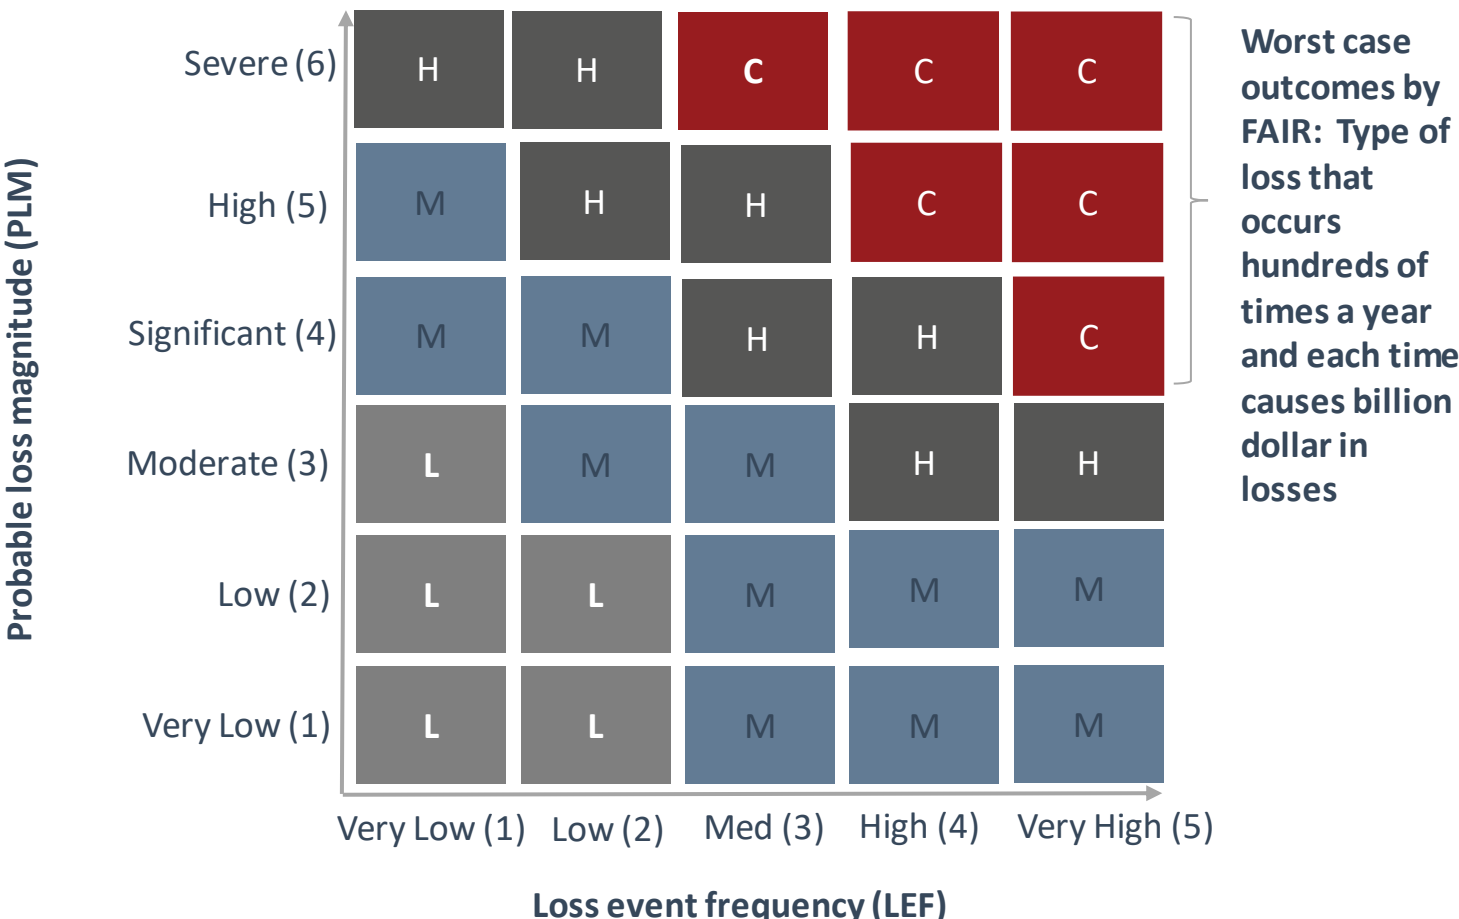 Probable loss magnitude (PLM)
Severe (6)
H H C C C
High (5)
M H H C C
Significant (4)
M M H H C
Moderate (3)
L M M H H
Low (2)
L L M M M
Very Low (1)
L L M M M
Very Low (1) Low (2) Med (3) High (4) Very High (5)
Loss event frequency (LEF)
Worst case
outcomes by
FAIR: Type of
loss that
occurs
hundreds of
times a year
and each time
causes billion
dollar in
losses